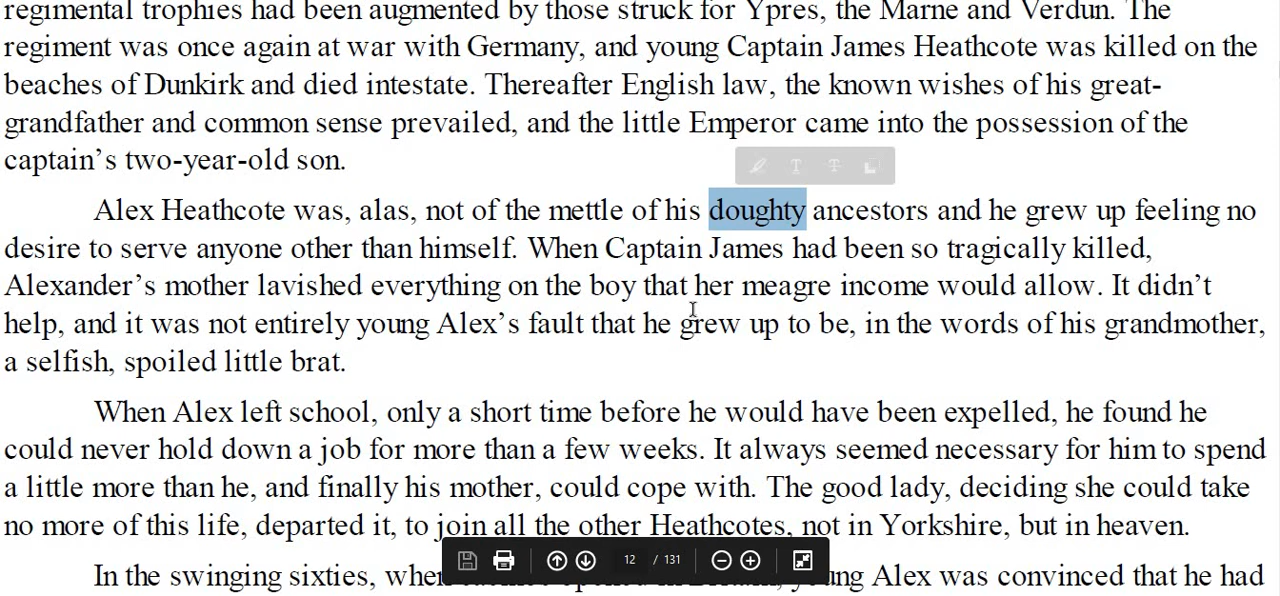 regimental trophies had been augmented by those struck for Ypres, the Marne and Verdun. The
regiment was once again at war with Germany, and young Captain James Heathcote was killed on the
beaches of Dunkirk and died intestate. Thereafter English law, the known wishes of his great-
grandfather and common sense prevailed, and the little Emperor came into the possession of the
captain’s two-year-old son.
Alex Heathcote was, alas, not of the mettle of his doughty ancestors and he grew up feeling no
desire to serve anyone other than himself. When Captain James had been so tragically killed,
Alexander’s mother lavished everything on the boy that her meagre income would allow. It didn’t
help, and it was not entirely young Alex’s fault that he grew up to be, in the words of his grandmother,
a selfish, spoiled little brat.
When Alex left school, only a short time before he would have been expelled, he found he
could never hold down a job for more than a few weeks. It always seemed necessary for him to spend
a little more than he, and finally his mother, could cope with. The good lady, deciding she could take
no more of this life, departed it, to join all the other Heathcotes, not in Yorkshire, but in heaven.
In the swinging sixties, when young Alex was convinced that he had
12 / 131